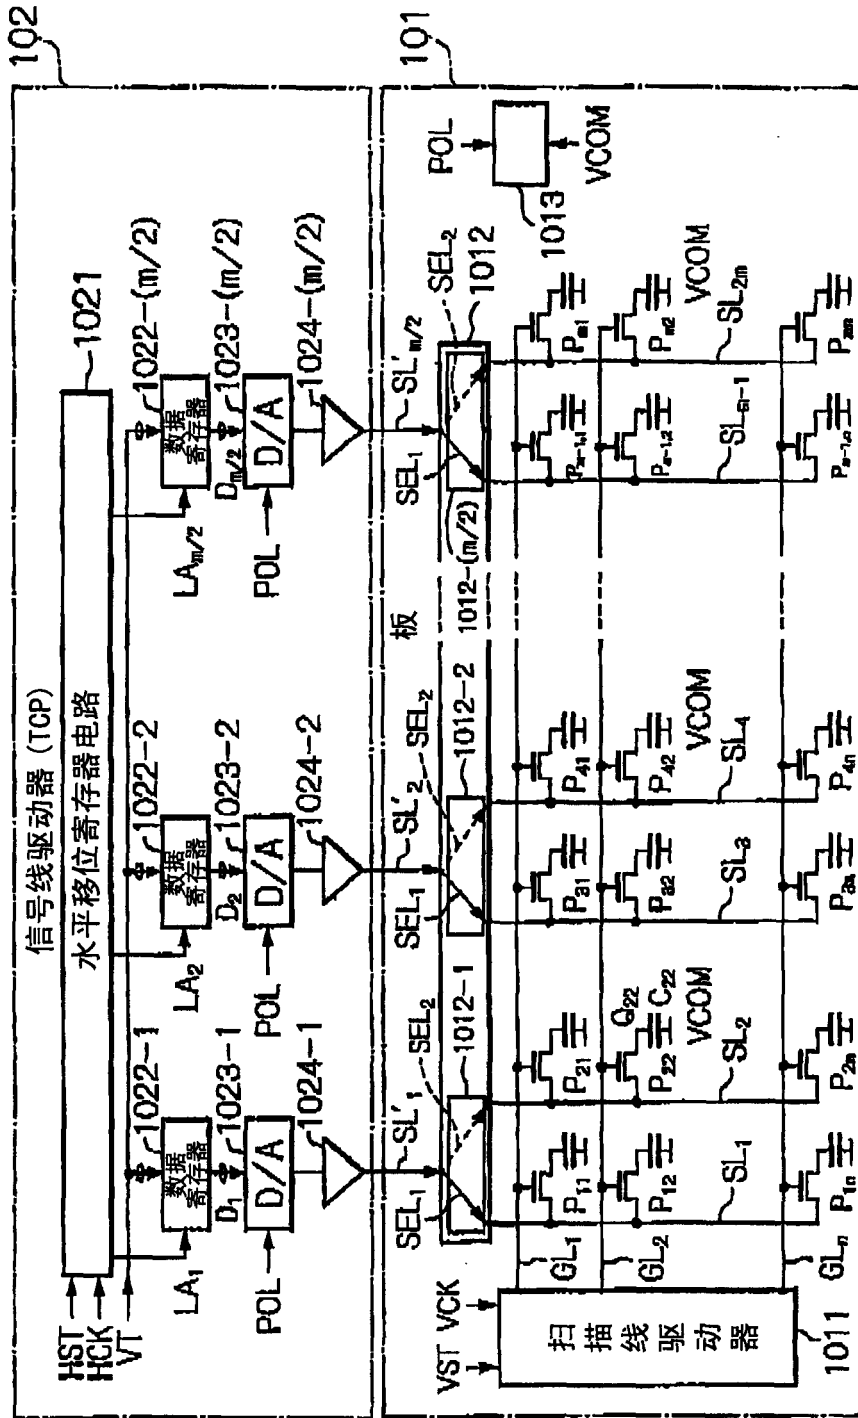 102
信号线驱动器 (TCP)
水平移位寄存器电路
1021
HST
HCK
VT
1022-1
1022-2
1022-(m/2)
数据
寄存器
数据
寄存器
数据
寄存器
LA₁
LA₂
LAm/2
D₁
D₂
Dm/2
1023-1
1023-2
1023-(m/2)
D/A
D/A
D/A
POL
POL
POL
1024-1
1024-2
1024-(m/2)
101
板
SL'₁
SL'₂
SL'm/2
SEL₁
SEL₂
SEL₁
SEL₂
SEL₁
SEL₂
1012-1
1012-2
1012-(m/2)
1012
POL
1013
VCOM
VST
VCK
扫描线驱动器
1011
GL₁
P₁₁
P₂₁
P₃₁
P₄₁
Pm-1,1
Pm1
GL₂
P₁₂
P₂₂
Q₂₂
C₂₂
P₃₂
P₄₂
Pm-1,2
Pm2
VCOM
VCOM
VCOM
SL₁
SL₂
SL₃
SL₄
SLm-1
SL₂m
GLn
P₁n
P₂n
P₃n
P₄n
Pm-1,n
Pmn